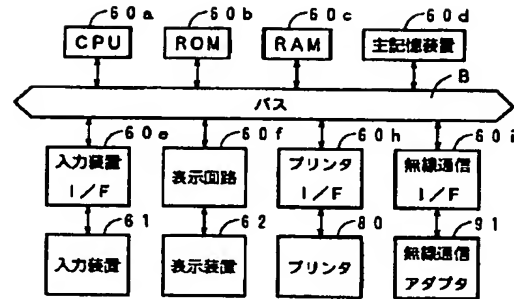 60a 60b 60c 60d
CPU ROM RAM 主記憶装置
B
バス
60e 60f 60h 60i
入力装置 I/F 表示回路 プリンタ I/F 無線通信 I/F
61 62 80 91
入力装置 表示装置 プリンタ 無線通信 アダプタ